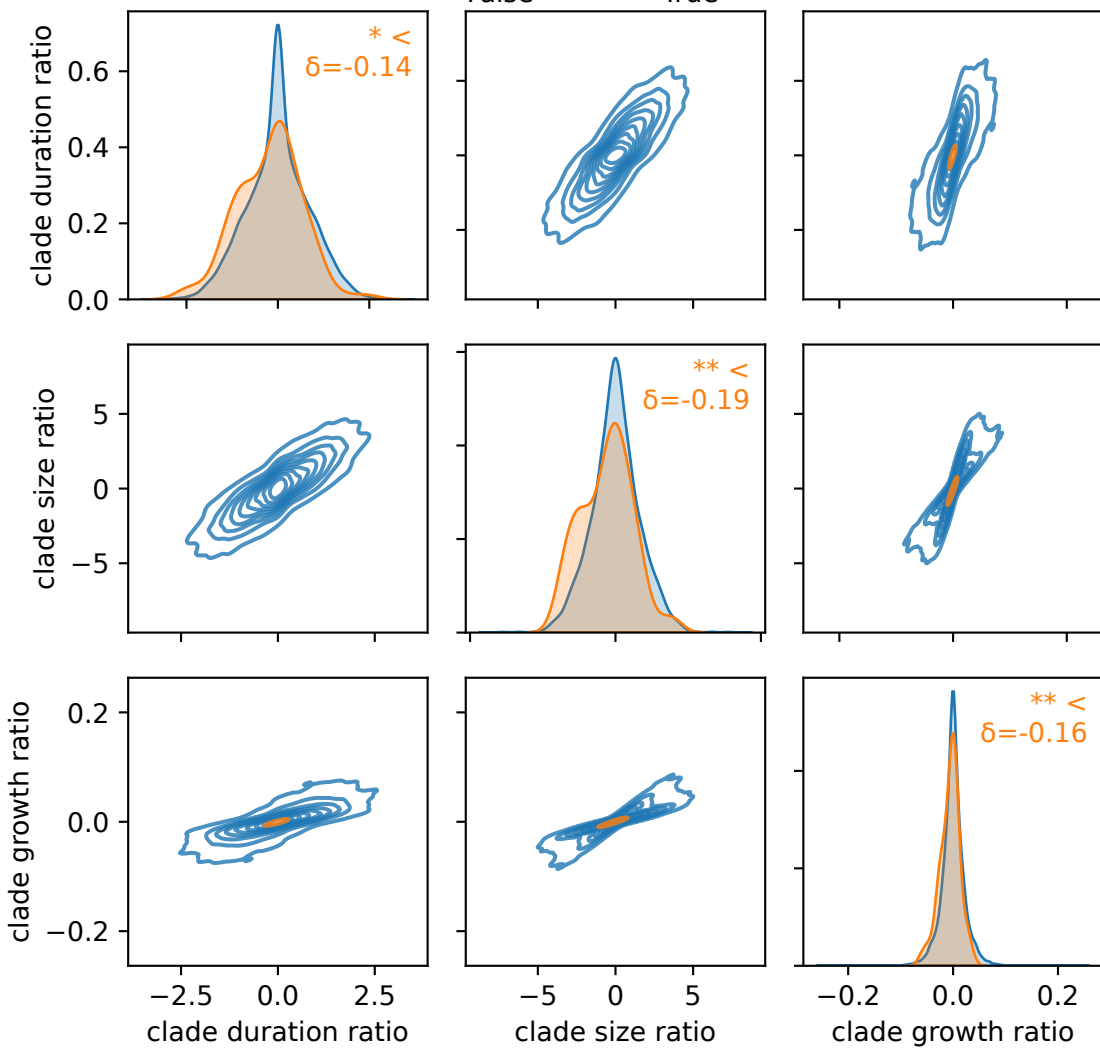 * <
δ=-0.14
clade duration ratio
0.6
0.4
0.2
0.0
** <
δ=-0.19
clade size ratio
5
0
−5
** <
δ=-0.16
clade growth ratio
0.2
0.0
−0.2
−2.5 0.0 2.5
−5 0 5
−0.2 0.0 0.2
clade duration ratio
clade size ratio
clade growth ratio